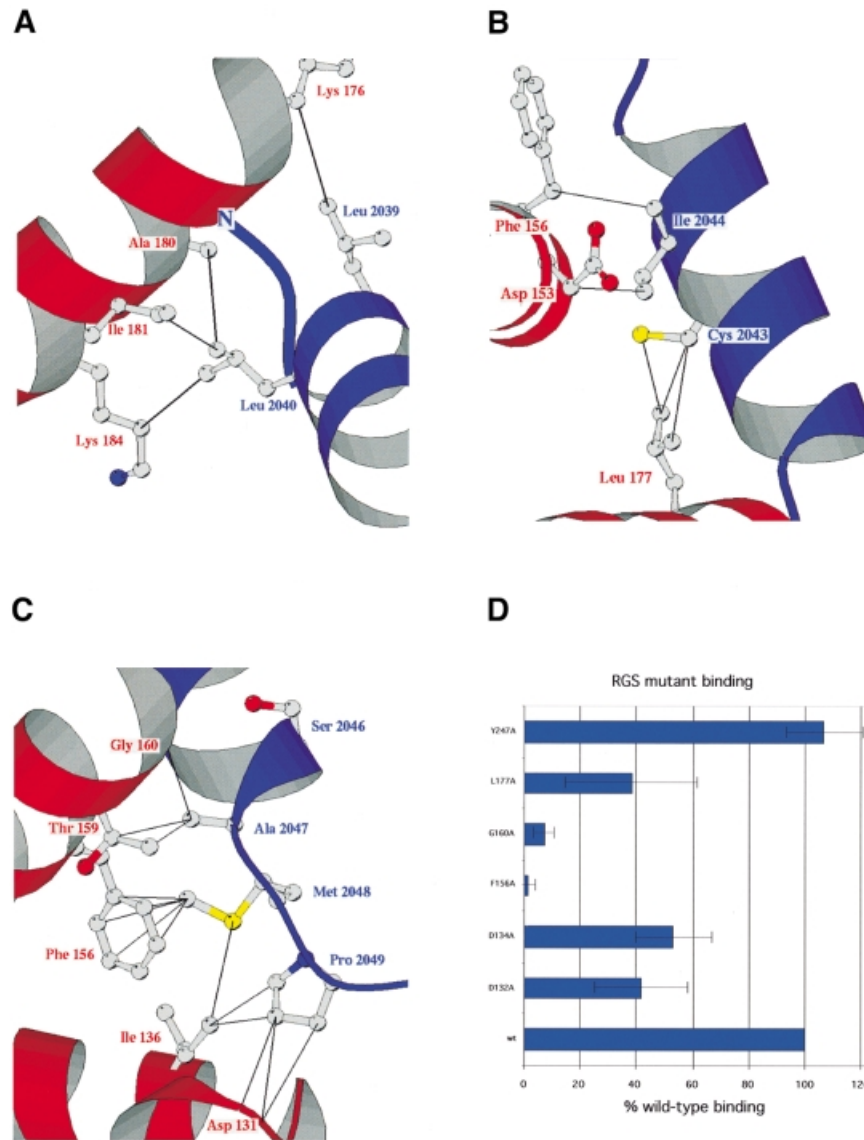 A
Lys 176
N
Leu 2039
Ala 180
Ile 181
Leu 2040
Lys 184
B
Phe 156
Ile 2044
Asp 153
Cys 2043
Leu 177
C
Ser 2046
Gly 160
Thr 159
Ala 2047
Met 2048
Phe 156
Pro 2049
Ile 136
Asp 131
D
RGS mutant binding
Y247A
L177A
G160A
F156A
D134A
D132A
wt
0 20 40 60 80 100 120
% wild-type binding